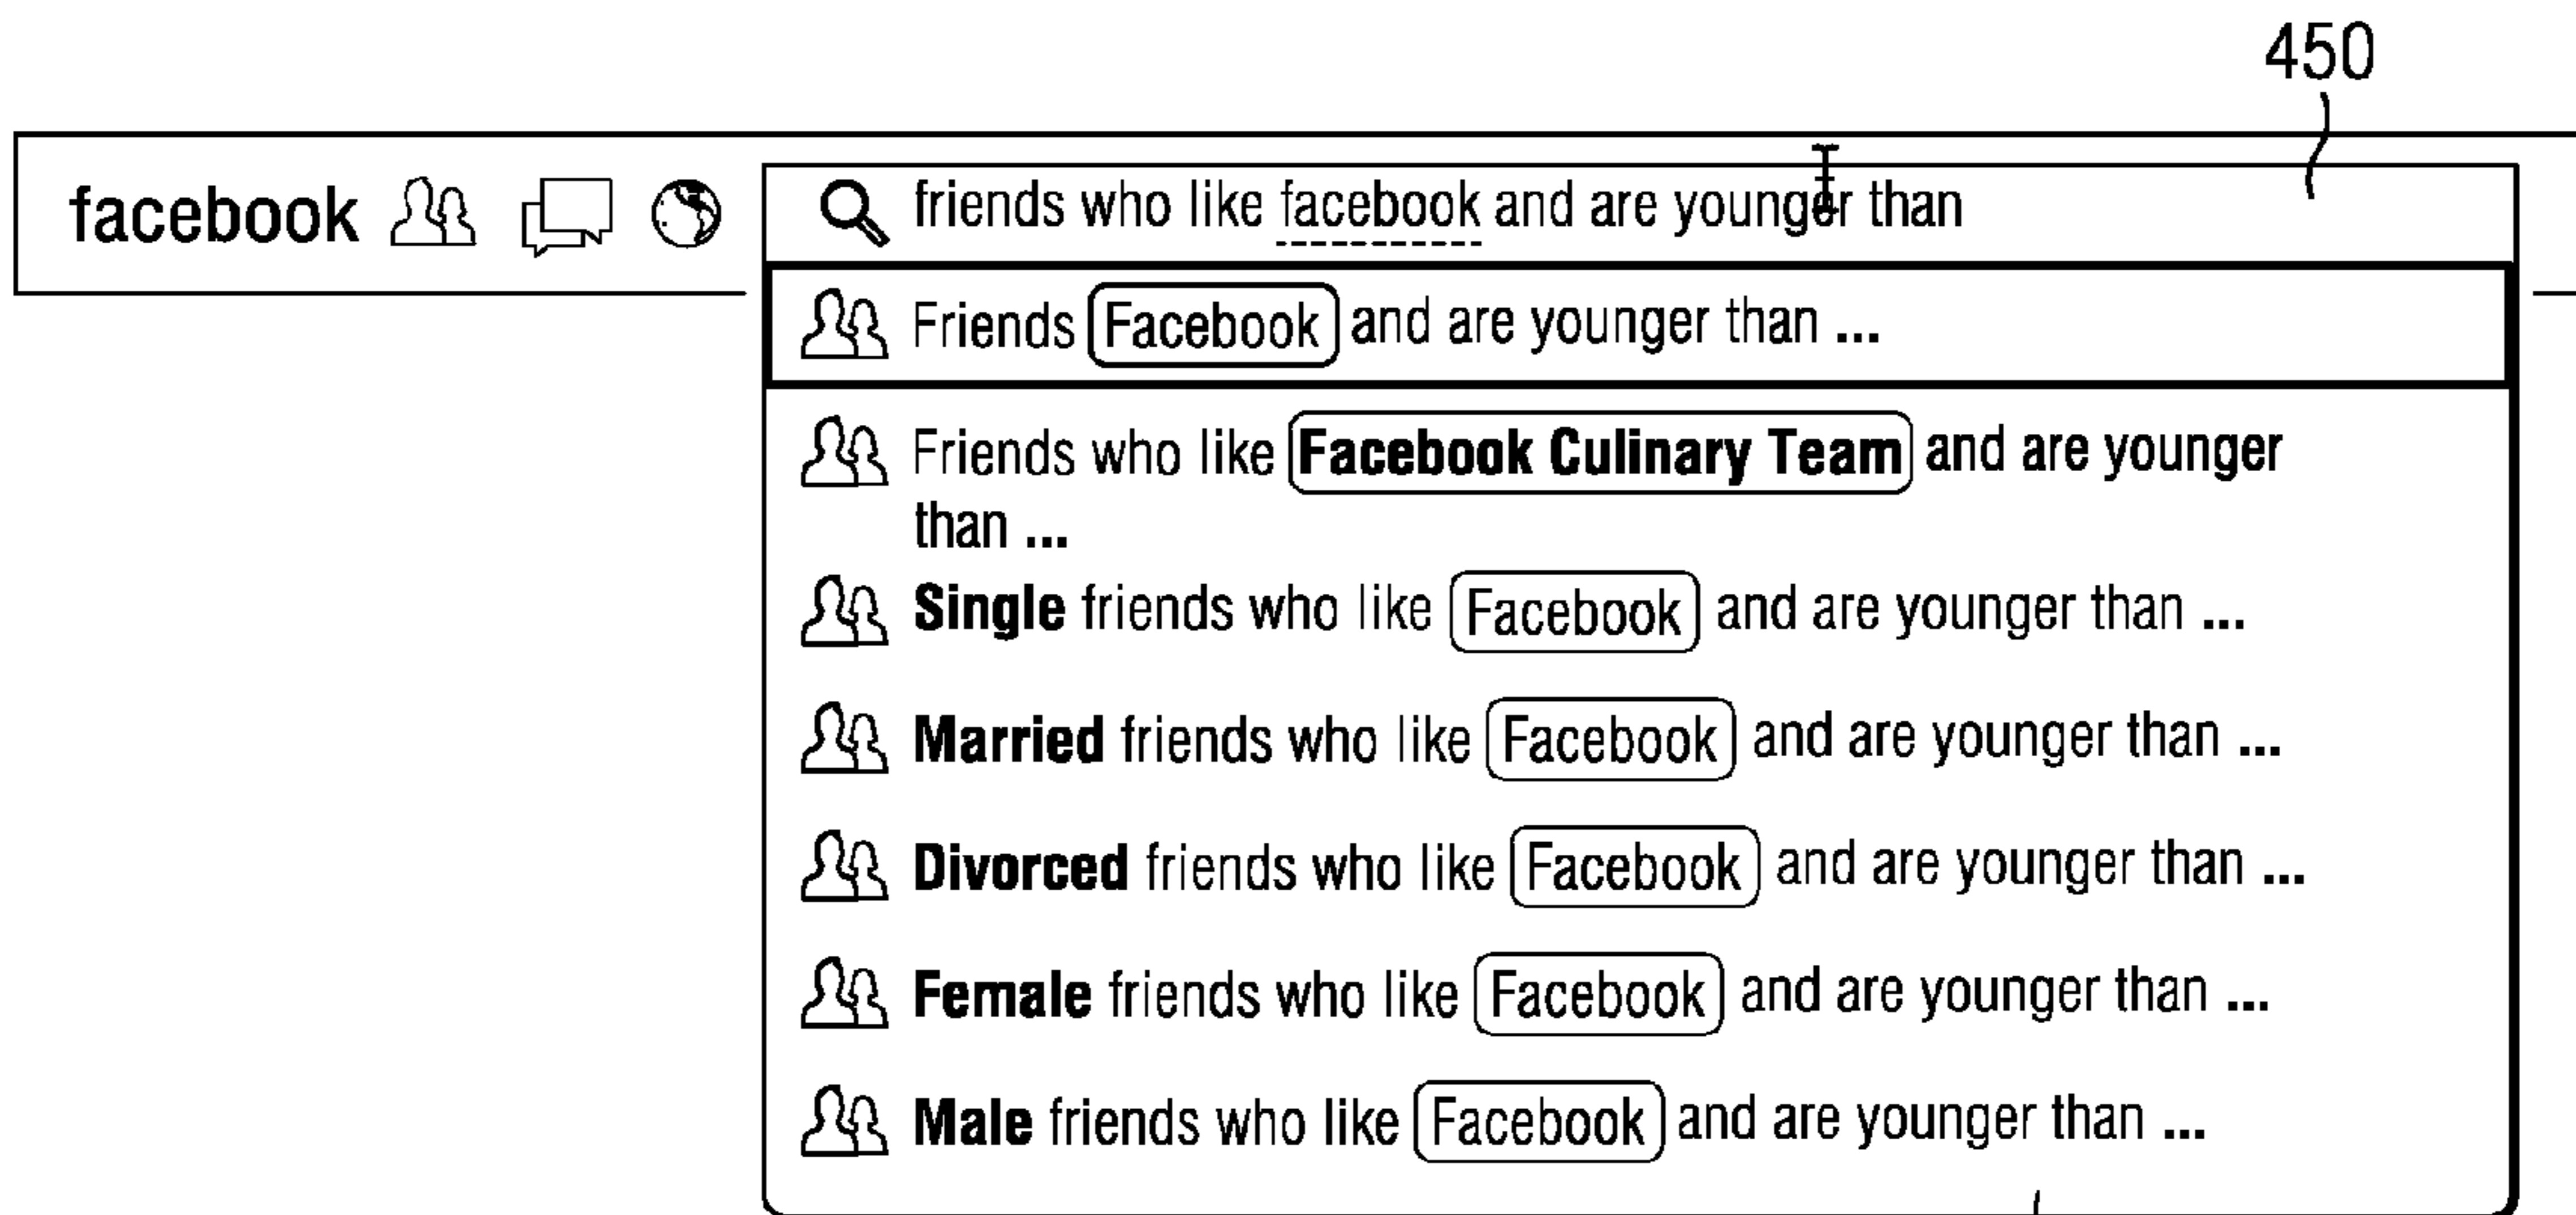 450
facebook
friends who like facebook and are younger than
Friends Facebook and are younger than ...
Friends who like Facebook Culinary Team and are younger
than ...
Single friends who like Facebook and are younger than ...
Married friends who like Facebook and are younger than ...
Divorced friends who like Facebook and are younger than ...
Female friends who like Facebook and are younger than ...
Male friends who like Facebook and are younger than ...